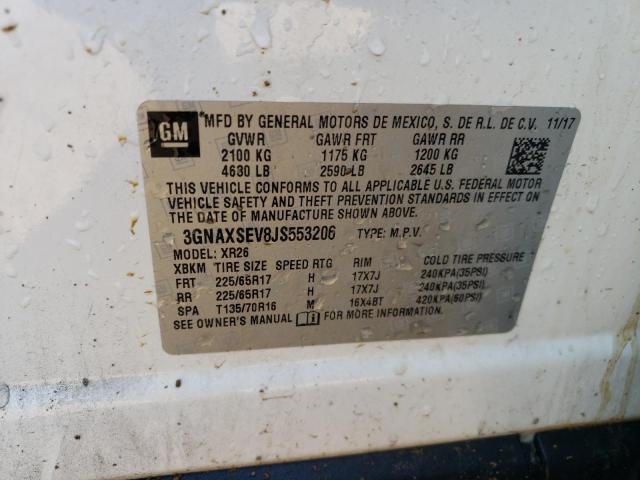 GM MFD BY GENERAL MOTORS DE MEXICO, S. DE R.L. DE C.V. 11/17
GVWR GAWR FRT GAWR RR
2100 KG 1175 KG 1200 KG
4630 LB 2590 LB 2645 LB
THIS VEHICLE CONFORMS TO ALL APPLICABLE U.S. FEDERAL MOTOR
VEHICLE SAFETY AND THEFT PREVENTION STANDARDS IN EFFECT ON
THE DATE OF MANUFACTURE SHOWN ABOVE.
3GNAXSEV8JS553206 TYPE: M.P.V.
MODEL: XR26
XBKM TIRE SIZE SPEED RTG RIM COLD TIRE PRESSURE
FRT 225/65R17 H 17X7J 240KPA(35PSI)
RR 225/65R17 H 17X7J 240KPA(35PSI)
SPA T135/70R16 M 16X4BT 420KPA(60PSI)
SEE OWNER'S MANUAL FOR MORE INFORMATION.